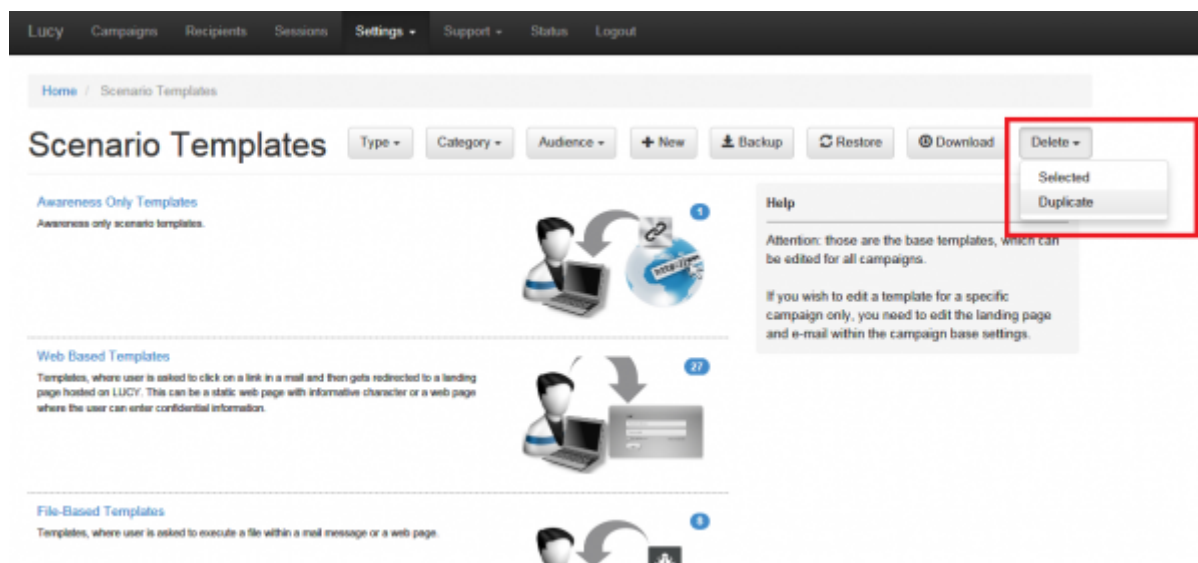 Lucy Campaigns Recipients Sessions Settings Support Status Logout
Home / Scenario Templates
Scenario Templates Type Category Audience + New Backup Restore Download Delete
Selected
Duplicate
Awareness Only Templates
Awareness only scenario templates.
1
http://
Help
Attention: those are the base templates, which can
be edited for all campaigns.
If you wish to edit a template for a specific
campaign only, you need to edit the landing page
and e-mail within the campaign base settings.
Web Based Templates
Templates, where user is asked to click on a link in a mail and then gets redirected to a landing
page hosted on LUCY. This can be a static web page with informative character or a web page
where the user can enter confidential information.
27
File-Based Templates
Templates, where user is asked to execute a file within a mail message or a web page.
8